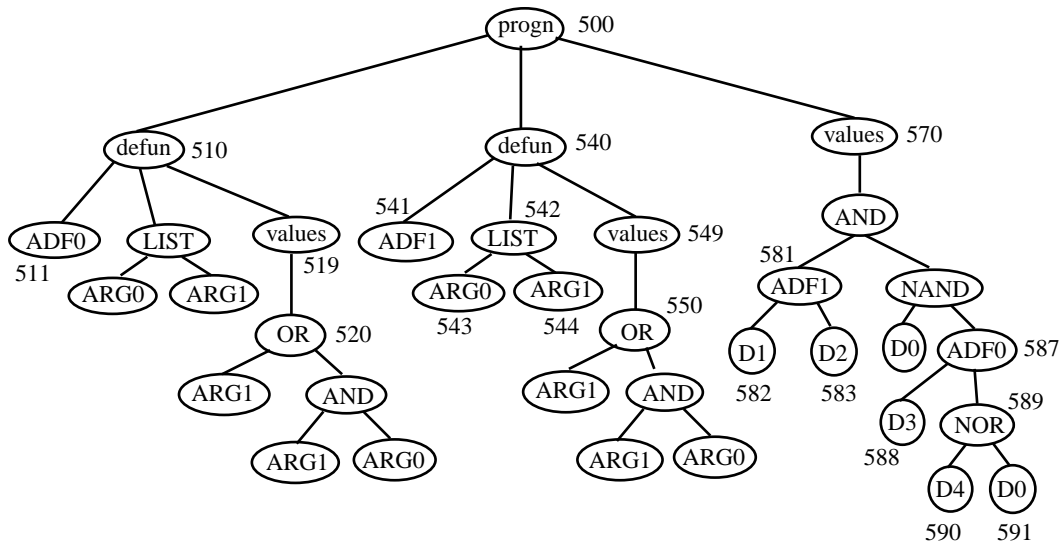 progn 500
defun 510
defun 540
values 570
541
542
AND
ADF0
LIST
values
ADF1
LIST
values 549
511
519
581
ARG0
ARG1
ARG0
ARG1
ADF1
NAND
543
544
550
OR 520
OR
D1
D2
D0
ADF0 587
582
583
ARG1
AND
ARG1
AND
589
D3
NOR
588
ARG1
ARG0
ARG1
ARG0
D4
D0
590
591